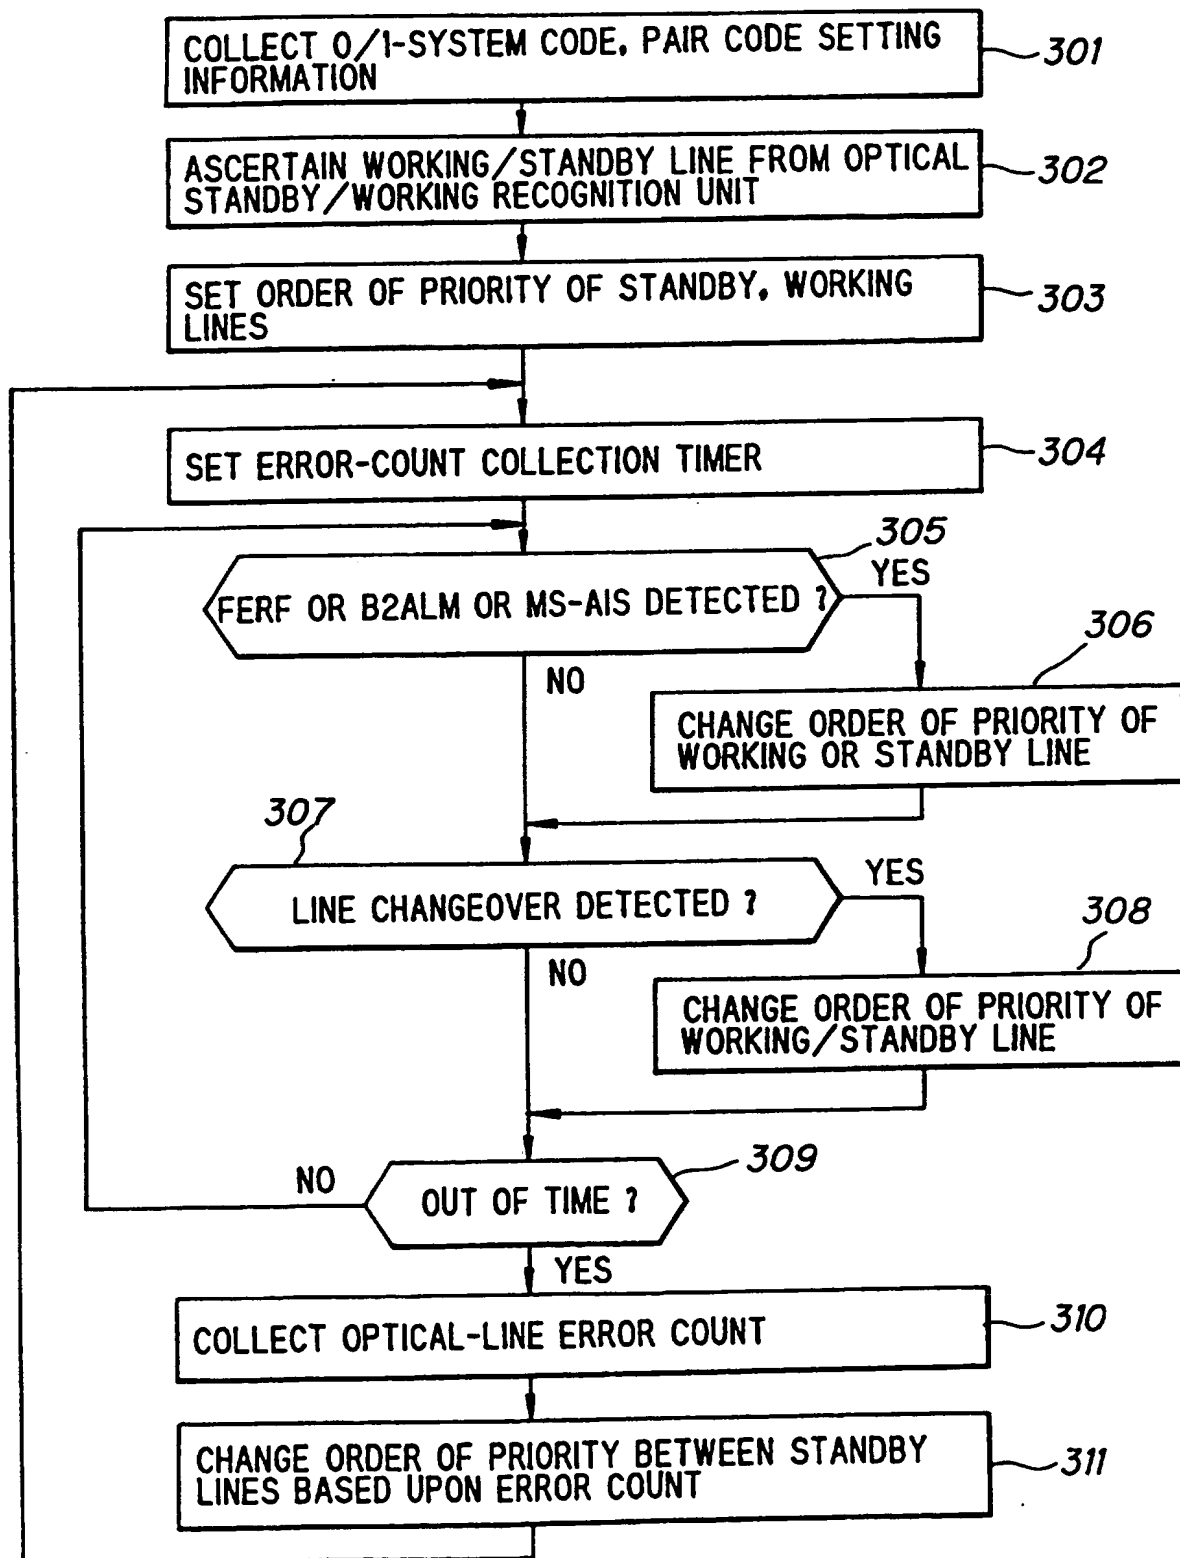 COLLECT 0/1-SYSTEM CODE, PAIR CODE SETTING
INFORMATION
301
ASCERTAIN WORKING/STANDBY LINE FROM OPTICAL
STANDBY/WORKING RECOGNITION UNIT
302
SET ORDER OF PRIORITY OF STANDBY, WORKING
LINES
303
SET ERROR-COUNT COLLECTION TIMER
304
305
FERF OR B2ALM OR MS-AIS DETECTED ?
YES
NO
306
CHANGE ORDER OF PRIORITY OF
WORKING OR STANDBY LINE
307
LINE CHANGEOVER DETECTED ?
YES
NO
308
CHANGE ORDER OF PRIORITY OF
WORKING/STANDBY LINE
309
NO
OUT OF TIME ?
YES
COLLECT OPTICAL-LINE ERROR COUNT
310
CHANGE ORDER OF PRIORITY BETWEEN STANDBY
LINES BASED UPON ERROR COUNT
311